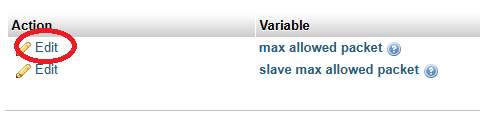 Action Variable
Edit max allowed packet ?
Edit slave max allowed packet ?